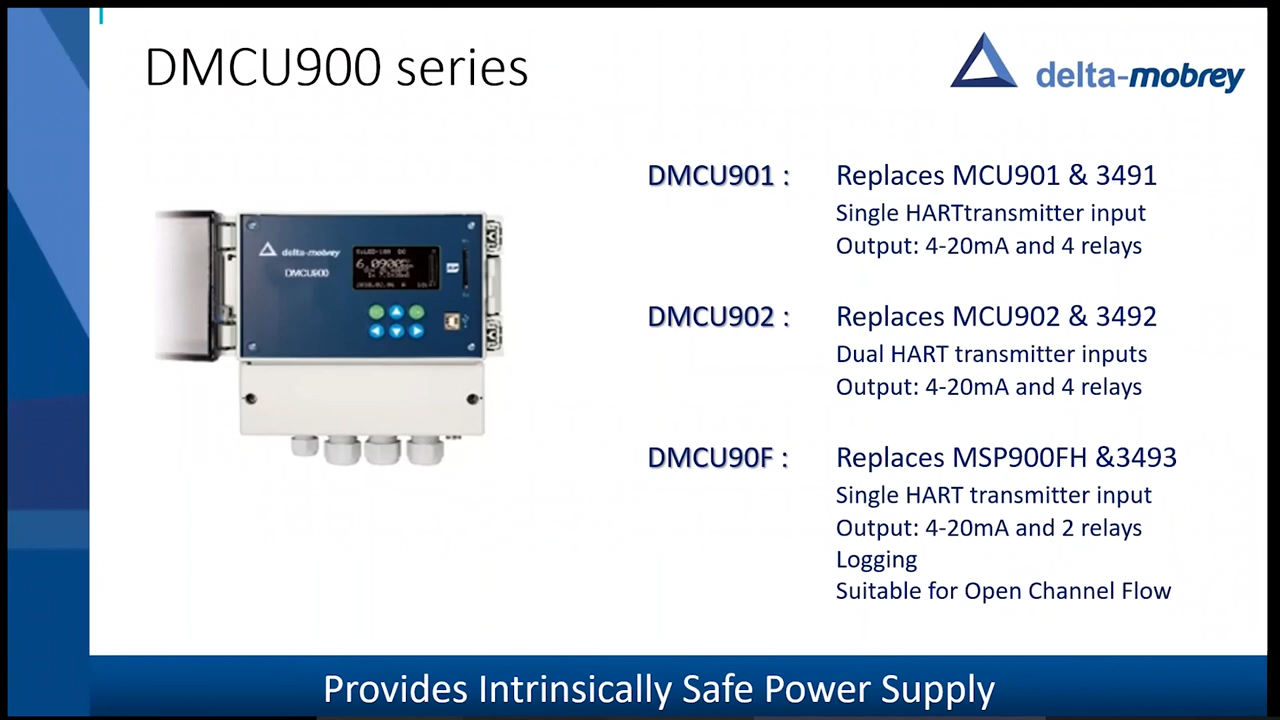 DMCU900 series
delta-mobrey
DMCU901 :
Replaces MCU901 & 3491
Single HARTtransmitter input
Output: 4-20mA and 4 relays
DMCU902 :
Replaces MCU902 & 3492
Dual HART transmitter inputs
Output: 4-20mA and 4 relays
DMCU90F :
Replaces MSP900FH &3493
Single HART transmitter input
Output: 4-20mA and 2 relays
Logging
Suitable for Open Channel Flow
delta-mobrey
DMCU900
Provides Intrinsically Safe Power Supply